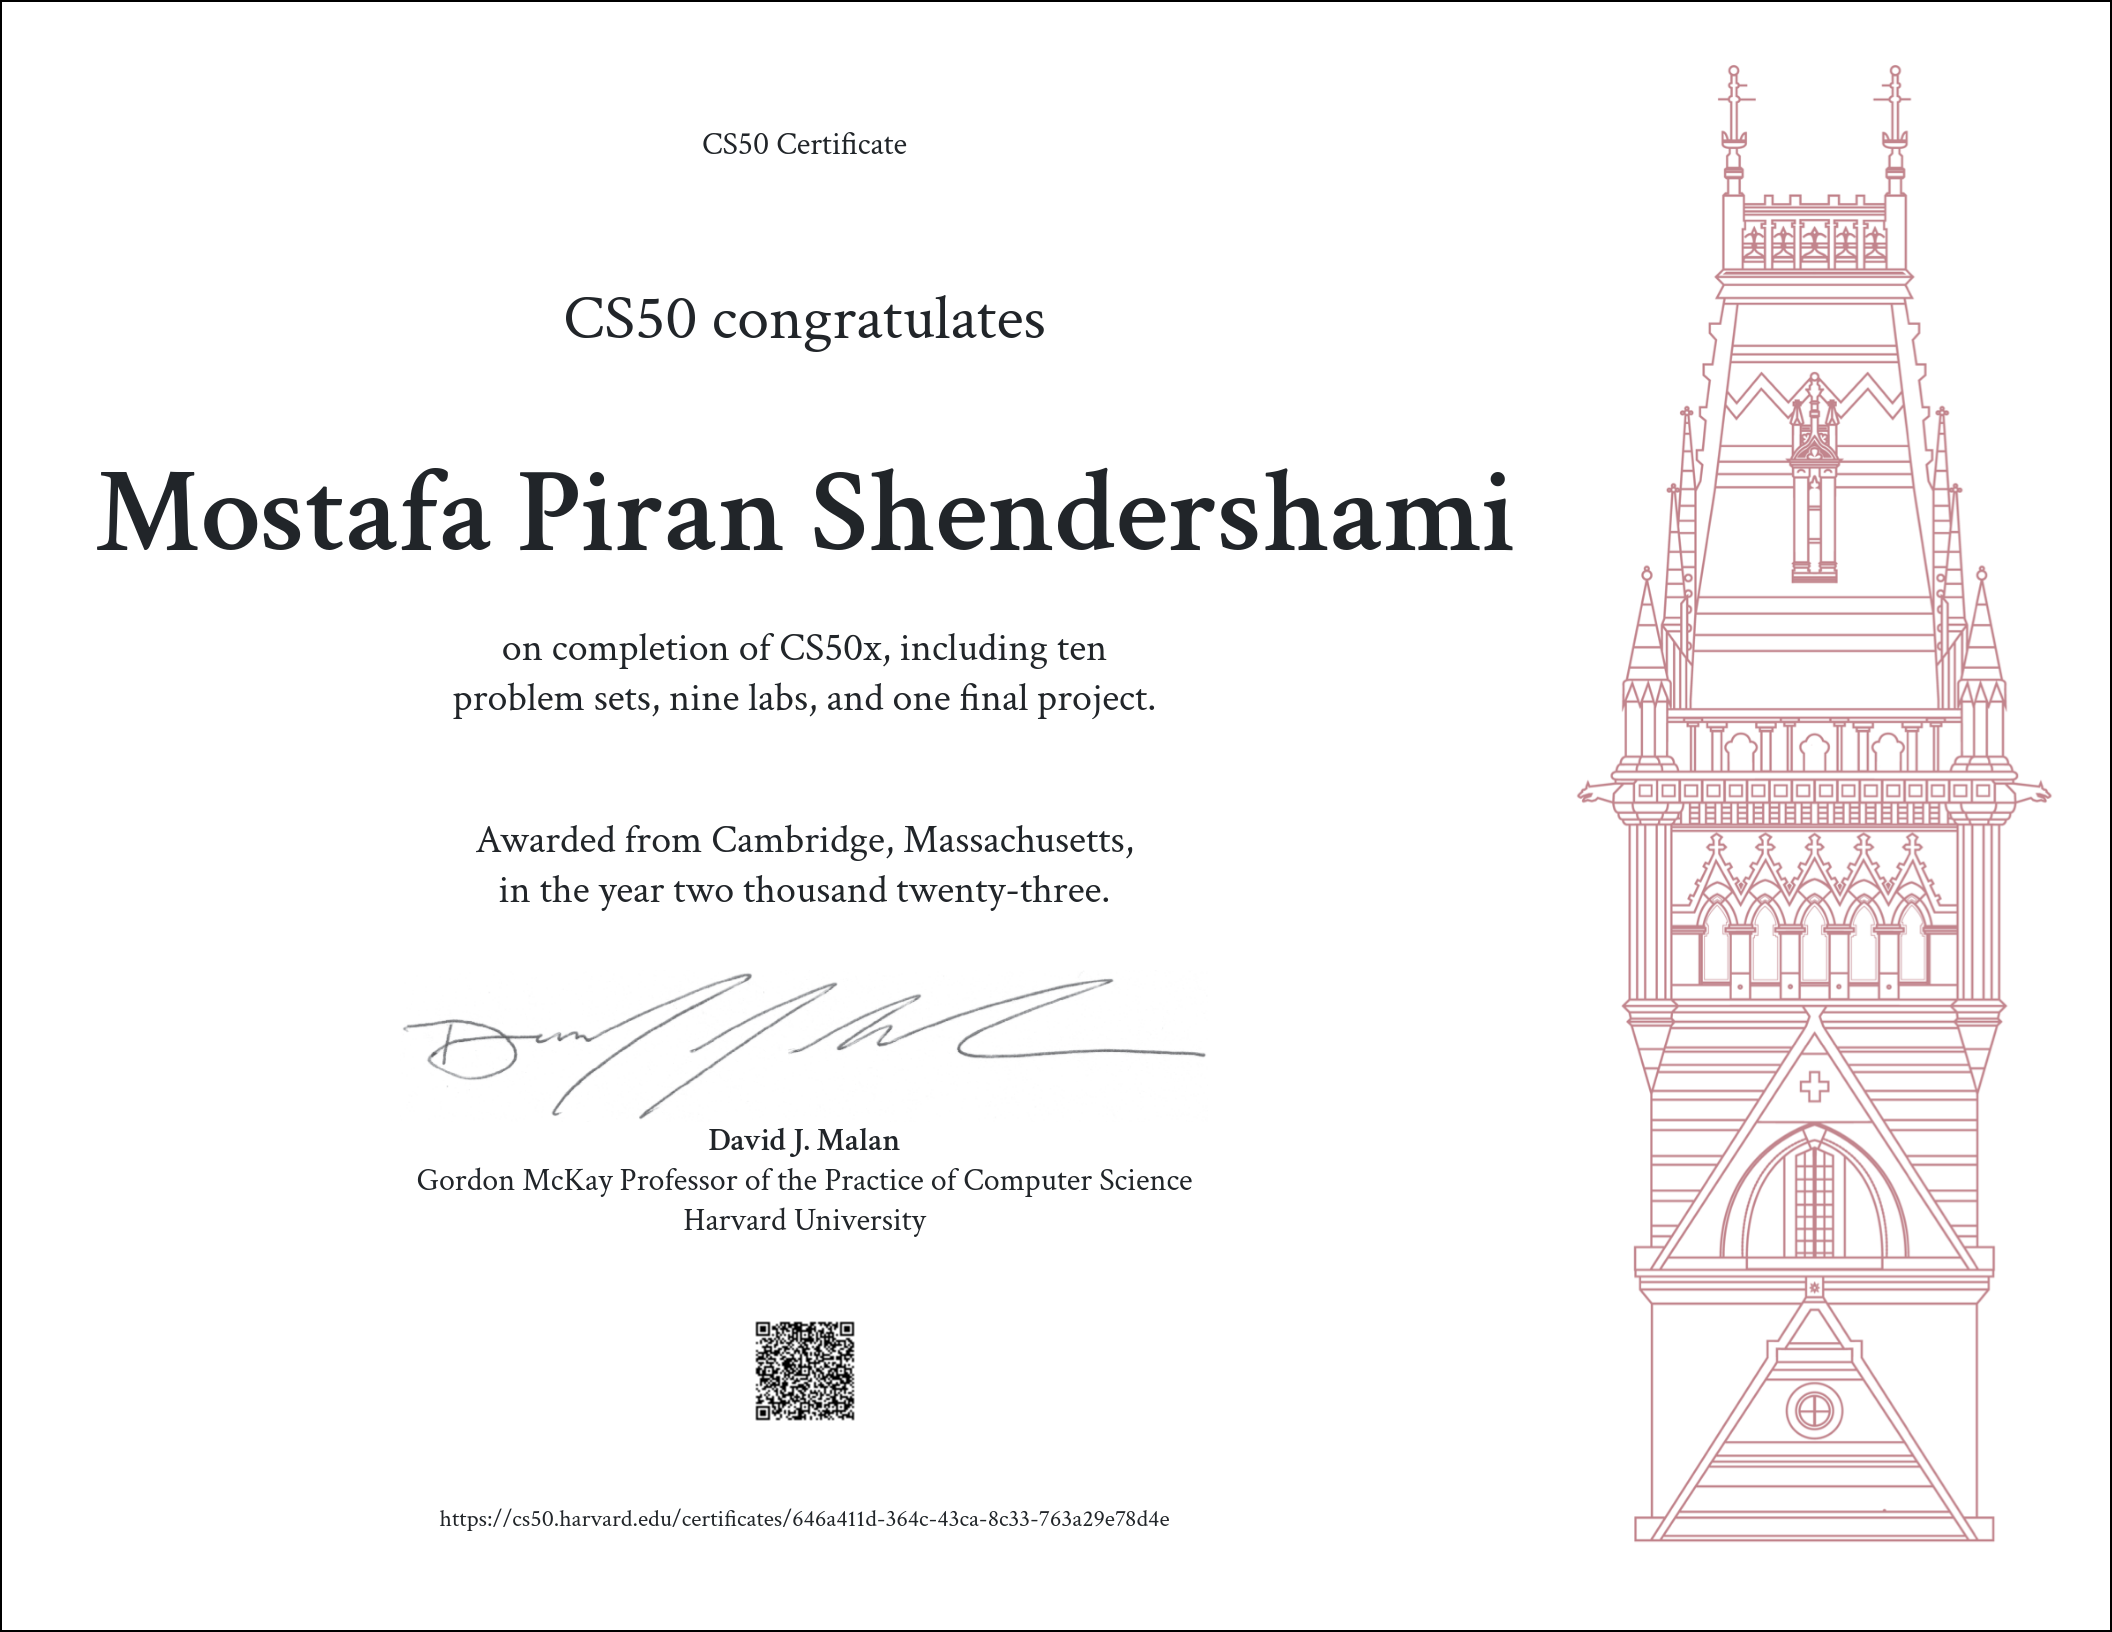 CS50 Certificate
CS50 congratulates
Mostafa Piran Shendershami
on completion of CS50x, including ten
problem sets, nine labs, and one final project.
Awarded from Cambridge, Massachusetts,
in the year two thousand twenty-three.
David J. Malan
Gordon McKay Professor of the Practice of Computer Science
Harvard University
https://cs50.harvard.edu/certificates/646a411d-364c-43ca-8c33-763a29e78d4e